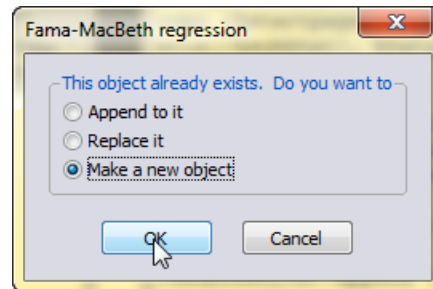 Fama-MacBeth regression
This object already exists. Do you want to
Append to it
Replace it
Make a new object
OK
Cancel